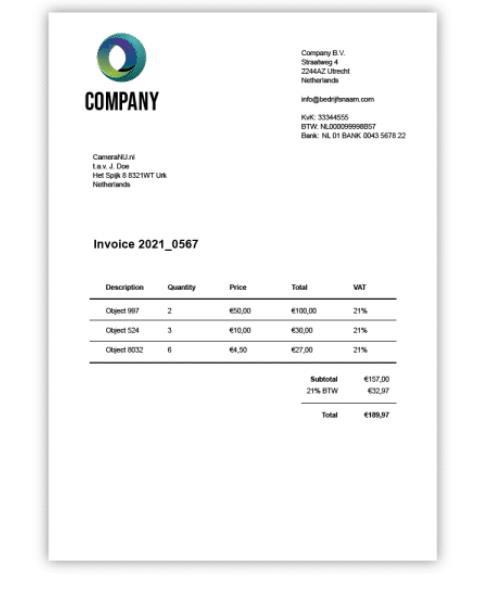 COMPANY
Company B.V.
Straatweg 4
2244AZ Utrecht
Netherlands
info@bedrijfsnaam.com
KvK: 33344555
BTW: NL000099998B57
Bank: NL 01 BANK 0043 5678 22
CameraNU.nl
t.a.v. J. Doe
Het Spijk 8 8321WT Urk
Netherlands
Invoice 2021_0567
Description Quantity Price Total VAT
Object 997 2 €50,00 €100,00 21%
Object 524 3 €10,00 €30,00 21%
Object 8032 6 €4,50 €27,00 21%
Subtotal €157,00
21% BTW €32,97
Total €189,97